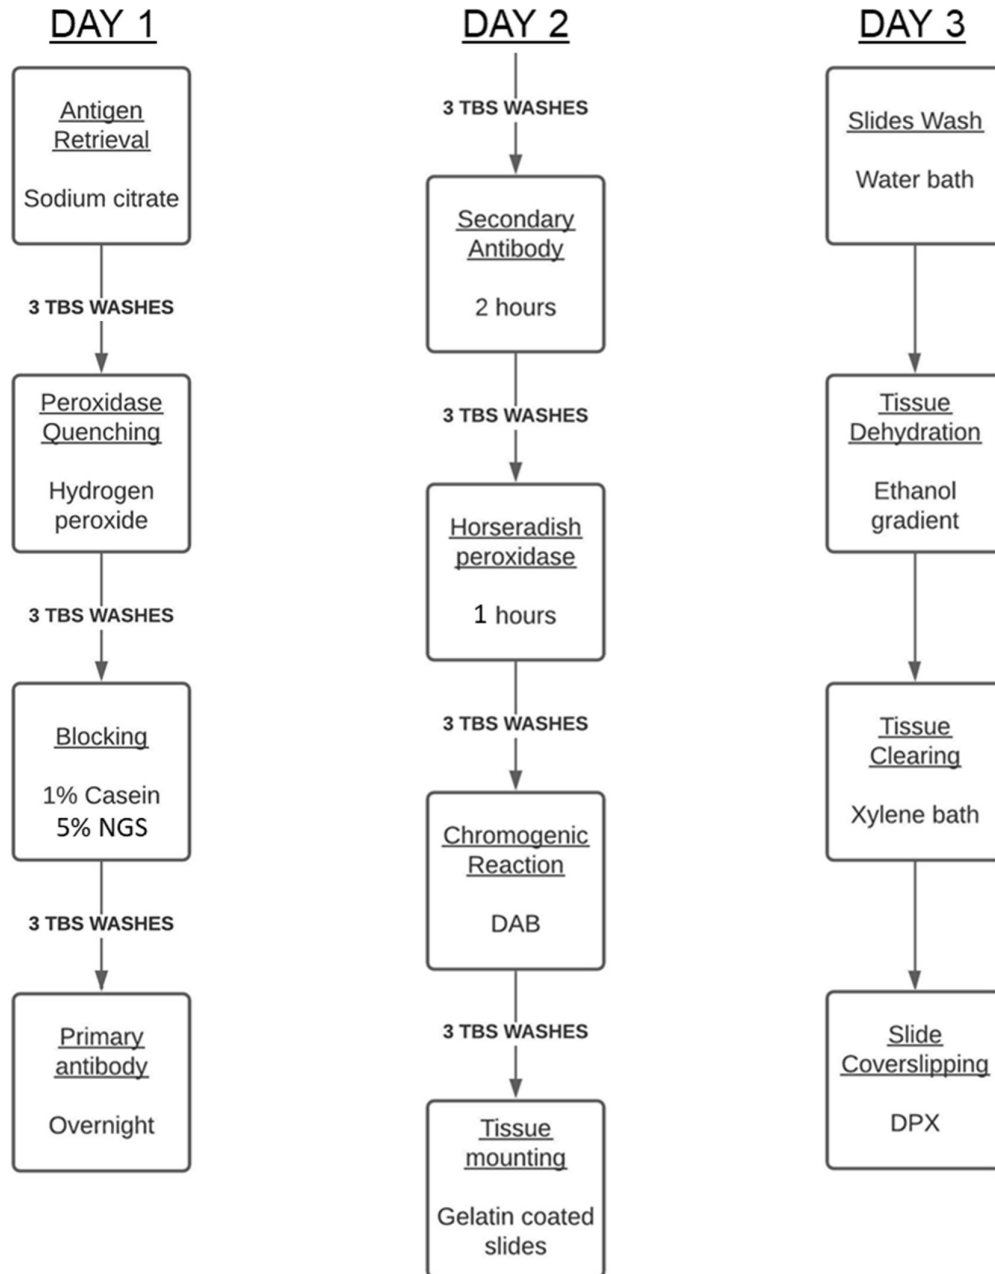 DAY 1
Antigen
Retrieval
Sodium citrate
3 TBS WASHES
Peroxidase
Quenching
Hydrogen
peroxide
3 TBS WASHES
Blocking
1% Casein
5% NGS
3 TBS WASHES
Primary
antibody
Overnight
DAY 2
3 TBS WASHES
Secondary
Antibody
2 hours
3 TBS WASHES
Horseradish
peroxidase
1 hours
3 TBS WASHES
Chromogenic
Reaction
DAB
3 TBS WASHES
Tissue
mounting
Gelatin coated
slides
DAY 3
Slides Wash
Water bath
Tissue
Dehydration
Ethanol
gradient
Tissue
Clearing
Xylene bath
Slide
Coverslipping
DPX